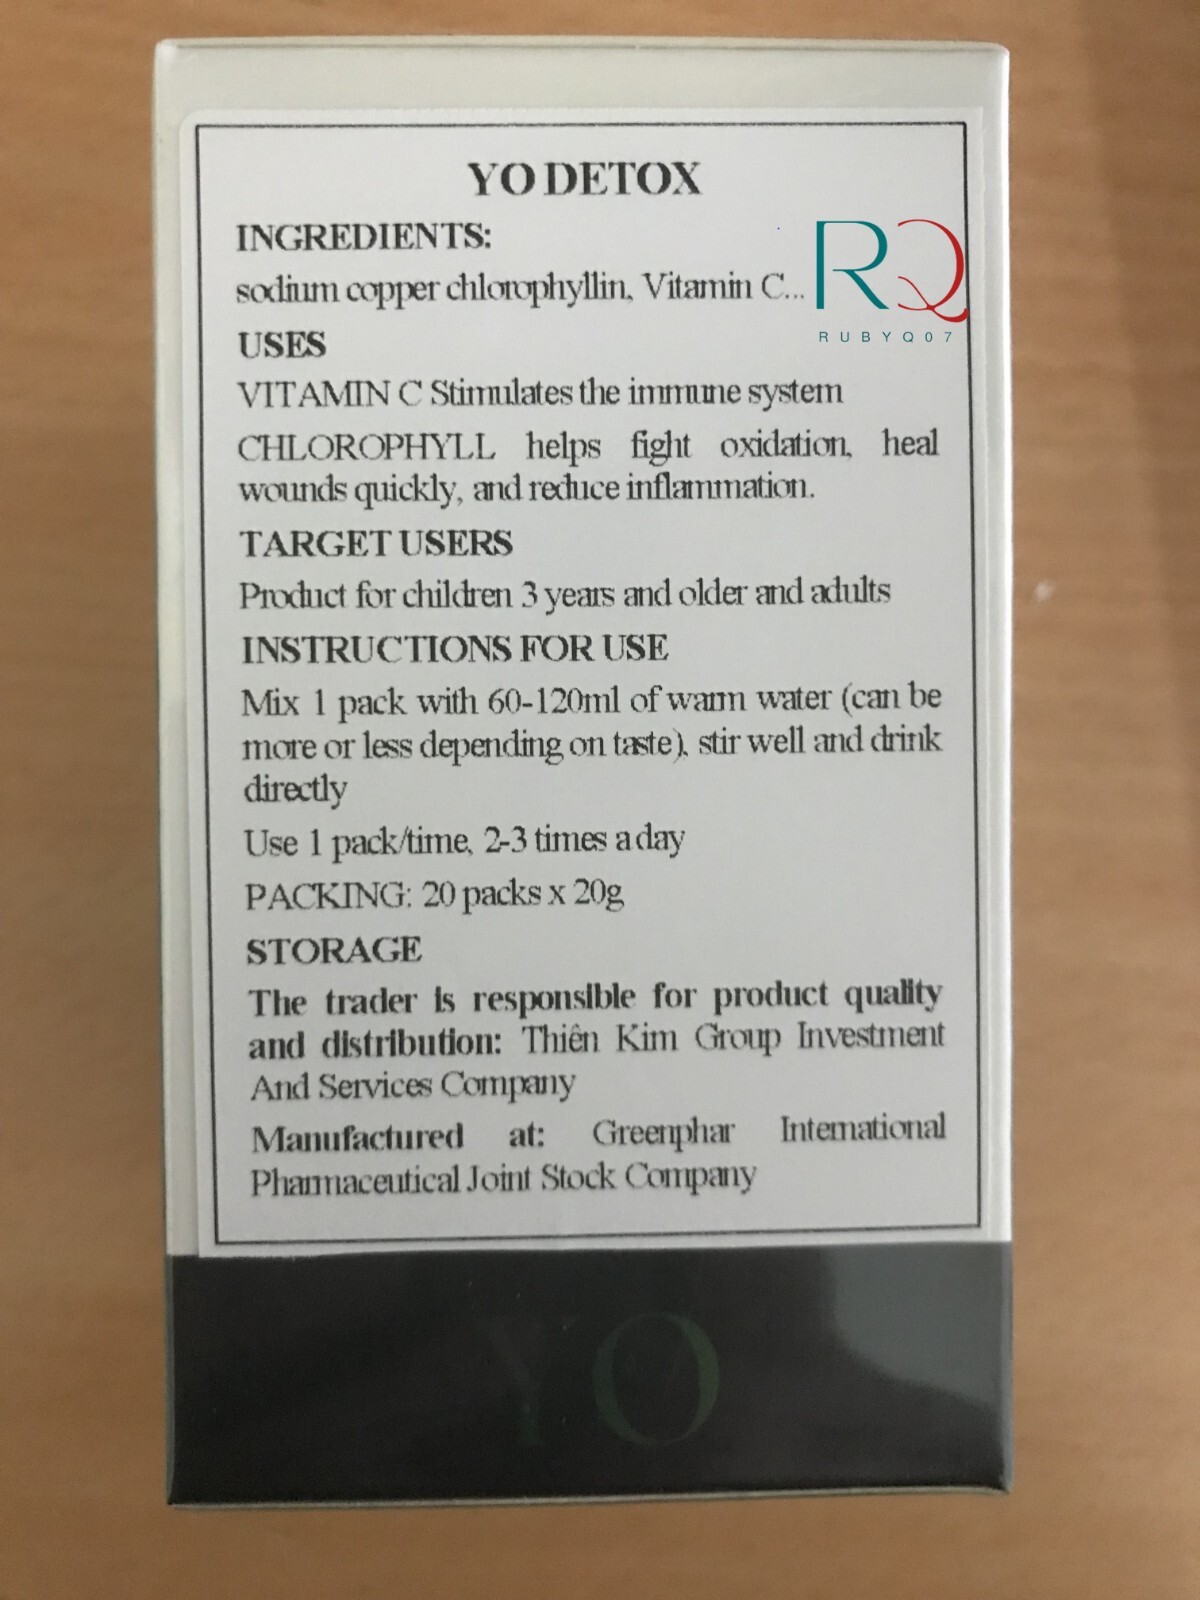 YO DETOX
INGREDIENTS:
sodium copper chlorophyllin, Vitamin C...
RQ
RUBYQ07
USES
VITAMIN C Stimulates the immune system
CHLOROPHYLL helps fight oxidation, heal
wounds quickly, and reduce inflammation.
TARGET USERS
Product for children 3 years and older and adults
INSTRUCTIONS FOR USE
Mix 1 pack with 60-120ml of warm water (can be
more or less depending on taste), stir well and drink
directly
Use 1 pack/time, 2-3 times a day
PACKING: 20 packs x 20g
STORAGE
The trader is responsible for product quality
and distribution: Thiên Kim Group Investment
And Services Company
Manufactured at: Greenphar International
Pharmaceutical Joint Stock Company
YO